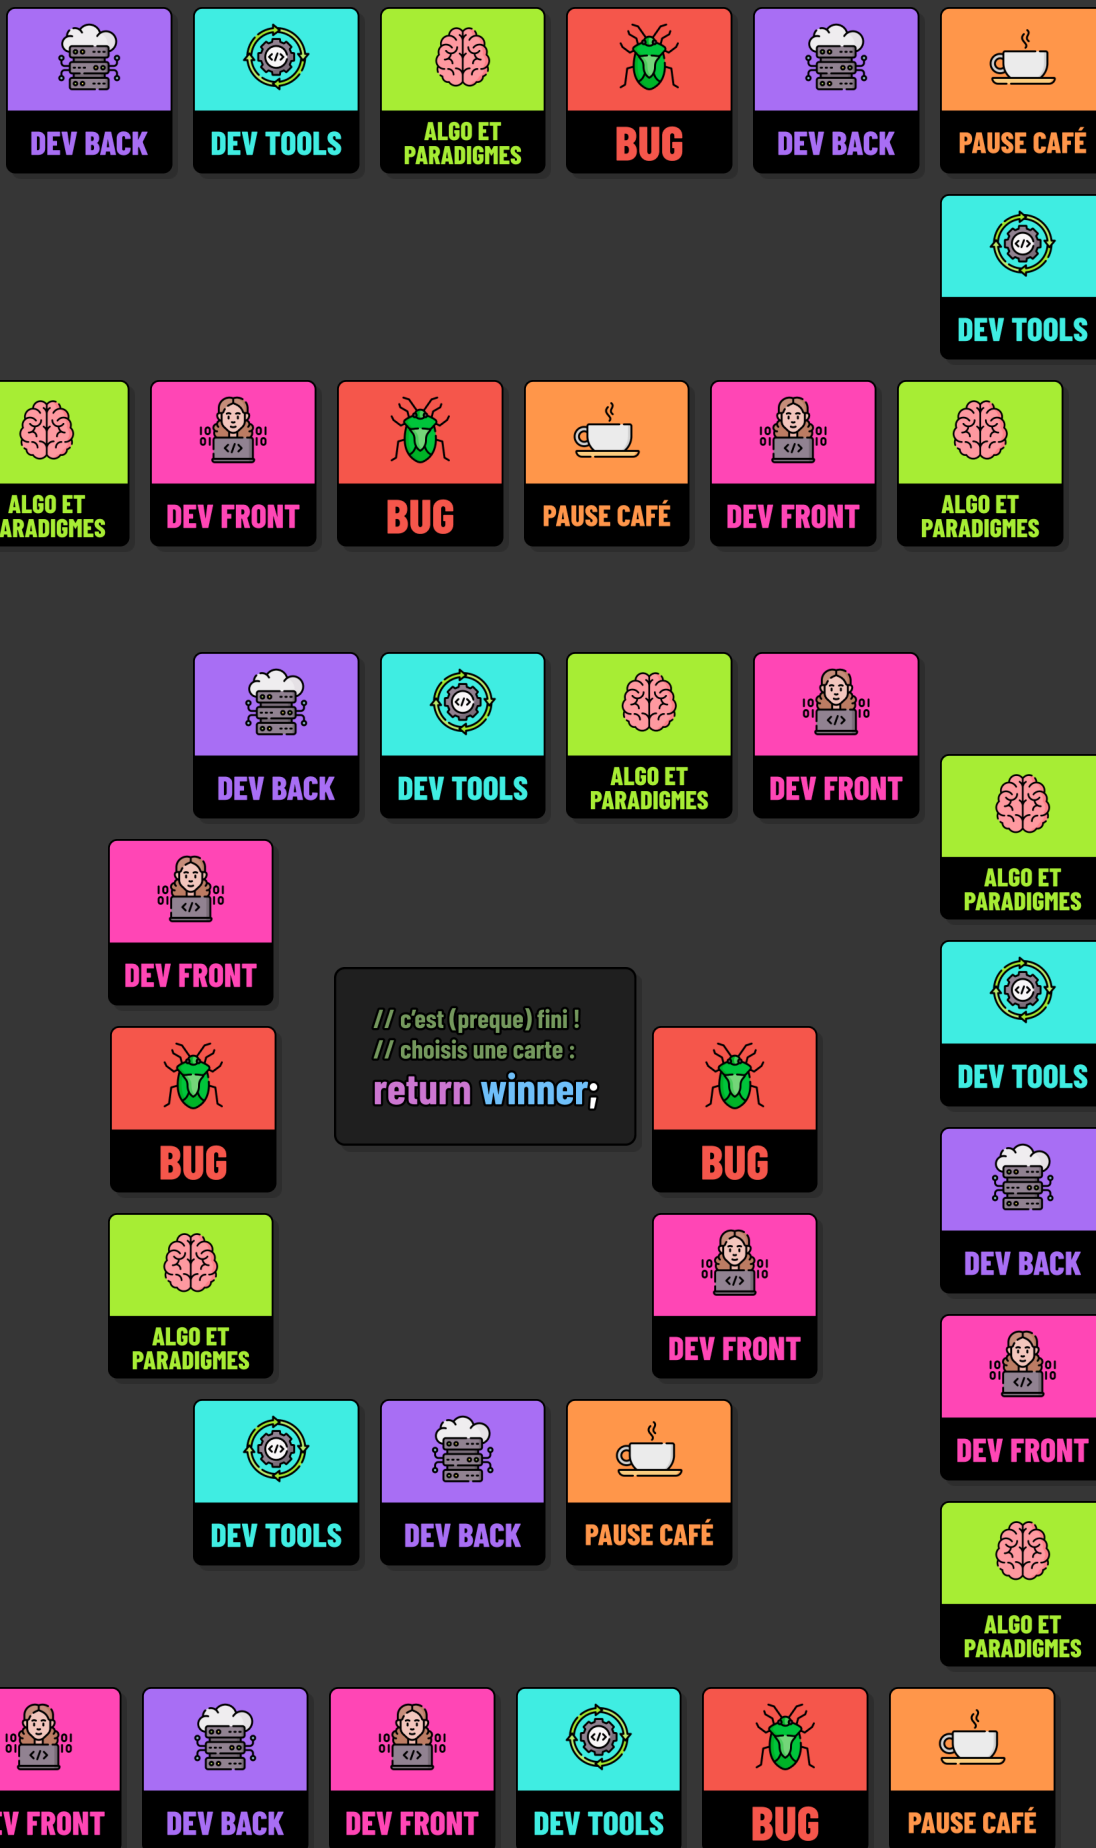 DEV BACK
DEV TOOLS
ALGO ET
PARADIGMES
BUG
DEV BACK
PAUSE CAFÉ
DEV TOOLS
ALGO ET
ARADIGMES
DEV FRONT
BUG
PAUSE CAFÉ
DEV FRONT
ALGO ET
PARADIGMES
DEV BACK
DEV TOOLS
ALGO ET
PARADIGMES
DEV FRONT
ALGO ET
PARADIGMES
DEV FRONT
// c'est (preque) fini !
// choisis une carte :
return winner;
DEV TOOLS
BUG
BUG
DEV BACK
ALGO ET
PARADIGMES
DEV FRONT
DEV FRONT
DEV TOOLS
DEV BACK
PAUSE CAFÉ
ALGO ET
PARADIGMES
EV FRONT
DEV BACK
DEV FRONT
DEV TOOLS
BUG
PAUSE CAFÉ